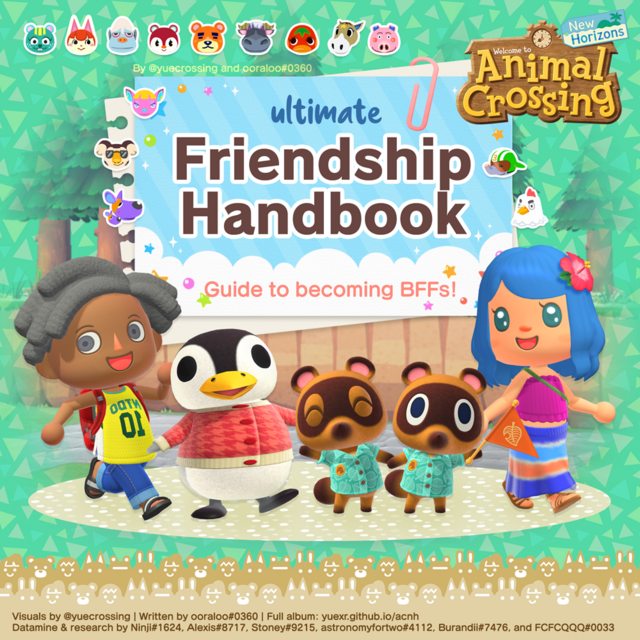 New
Horizons
Welcome to
Animal
Crossing
By @yuecrossing and ooraloo#0360
ultimate
Friendship
Handbook
Guide to becoming BFFs!
OOTN
01
Visuals by @yuecrossing | Written by ooraloo#0360 | Full album: yuexr.github.io/acnh
Datamine & research by Ninji#1624, Alexis#8717, Stoney#9215, astronomyfortwo#4112, Burandii#7476, and FCFCQQQ#0033